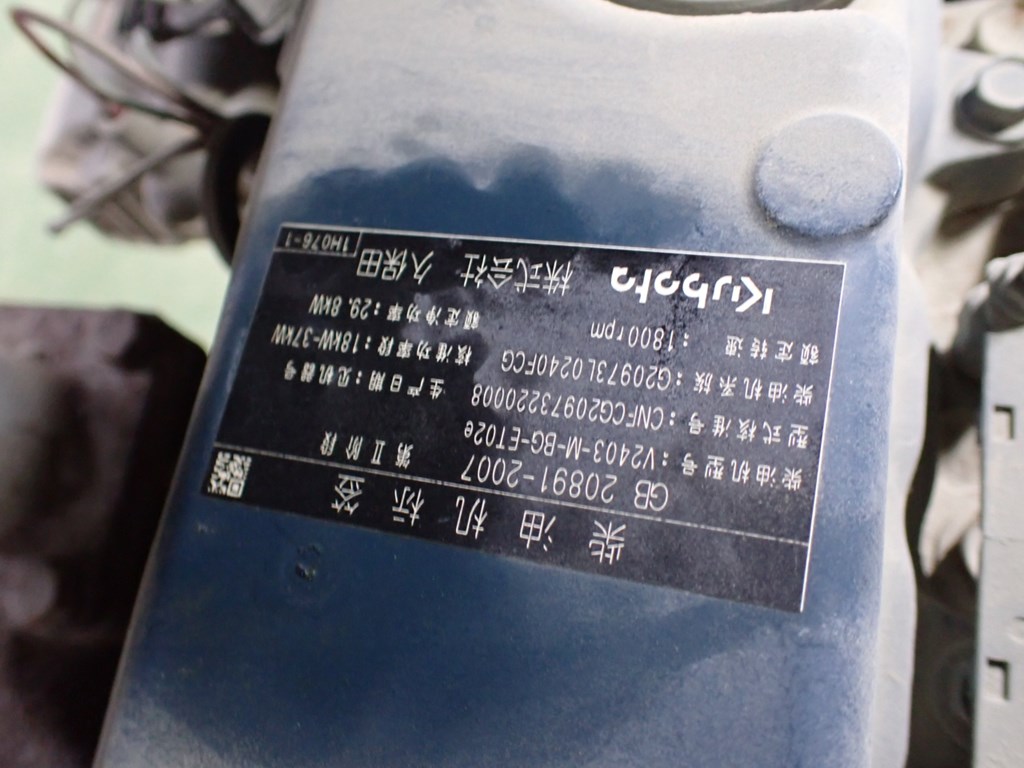 柴油机标签
GB 20891-2007 第Ⅱ阶段
柴油机型号：V2403-M-BG-ET02e
型式核准号：CNFCG20973220008 生产日期：见机器号
柴油机系族：G20973L0240FCG 核准功率段：18kW-37kW
额定转速：1800rpm 额定净功率：29.8kW
Kubota 株式会社 久保田
1H076-1